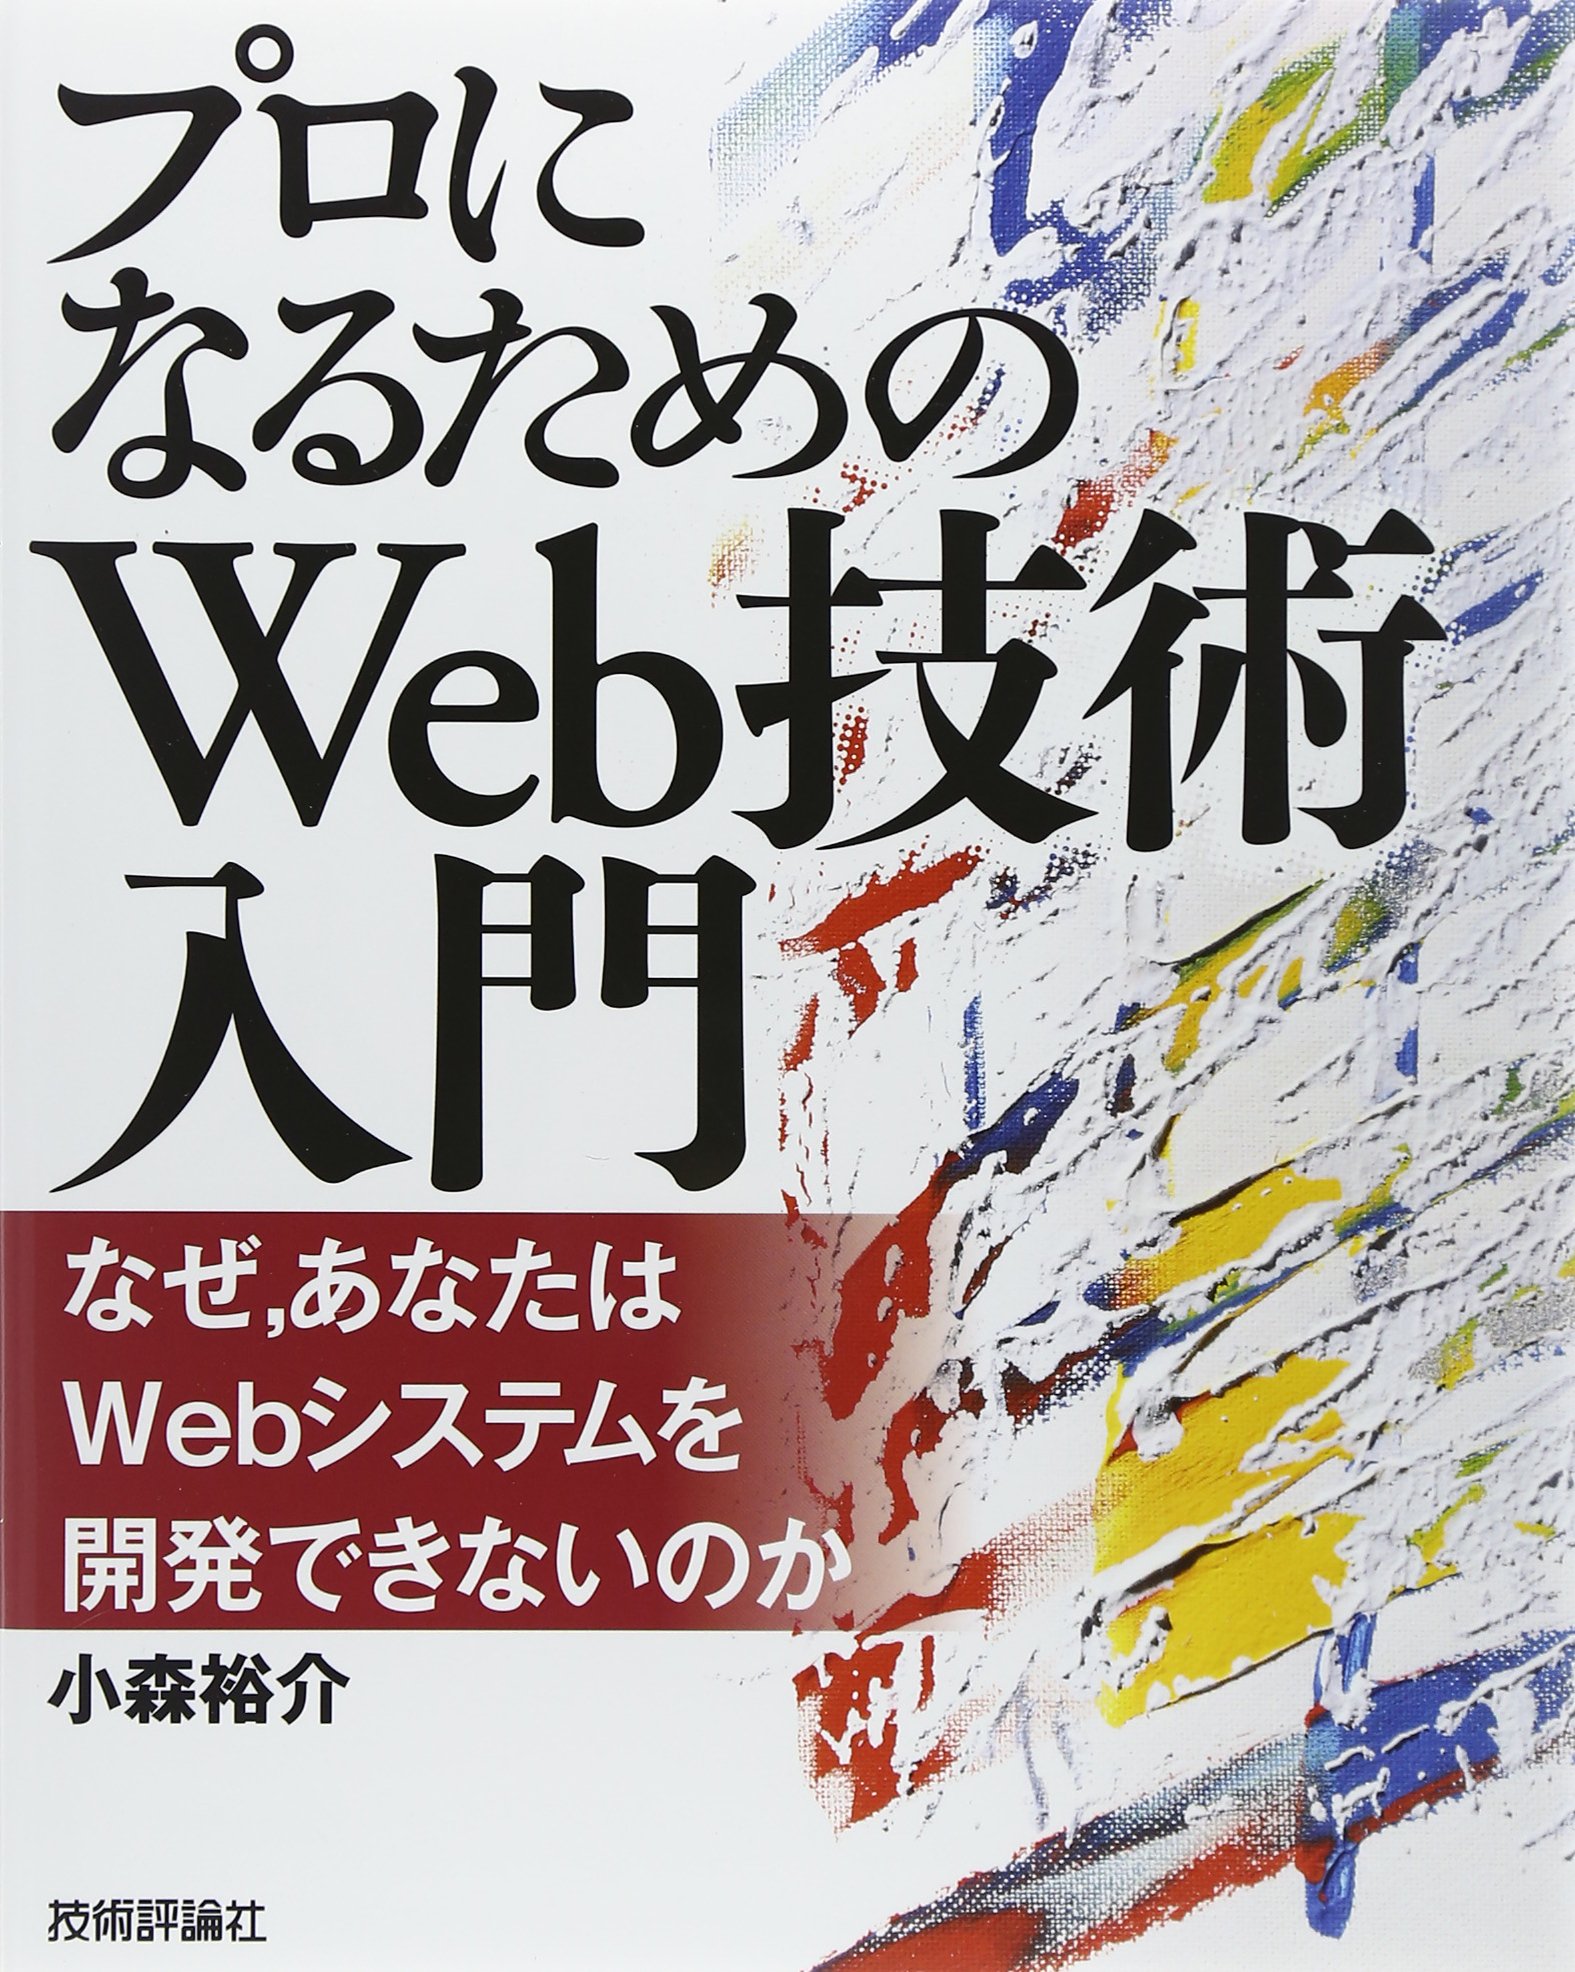 プロに
なるための
Web技術
入門
なぜ,あなたは
Webシステムを
開発できないのか
小森裕介
技術評論社